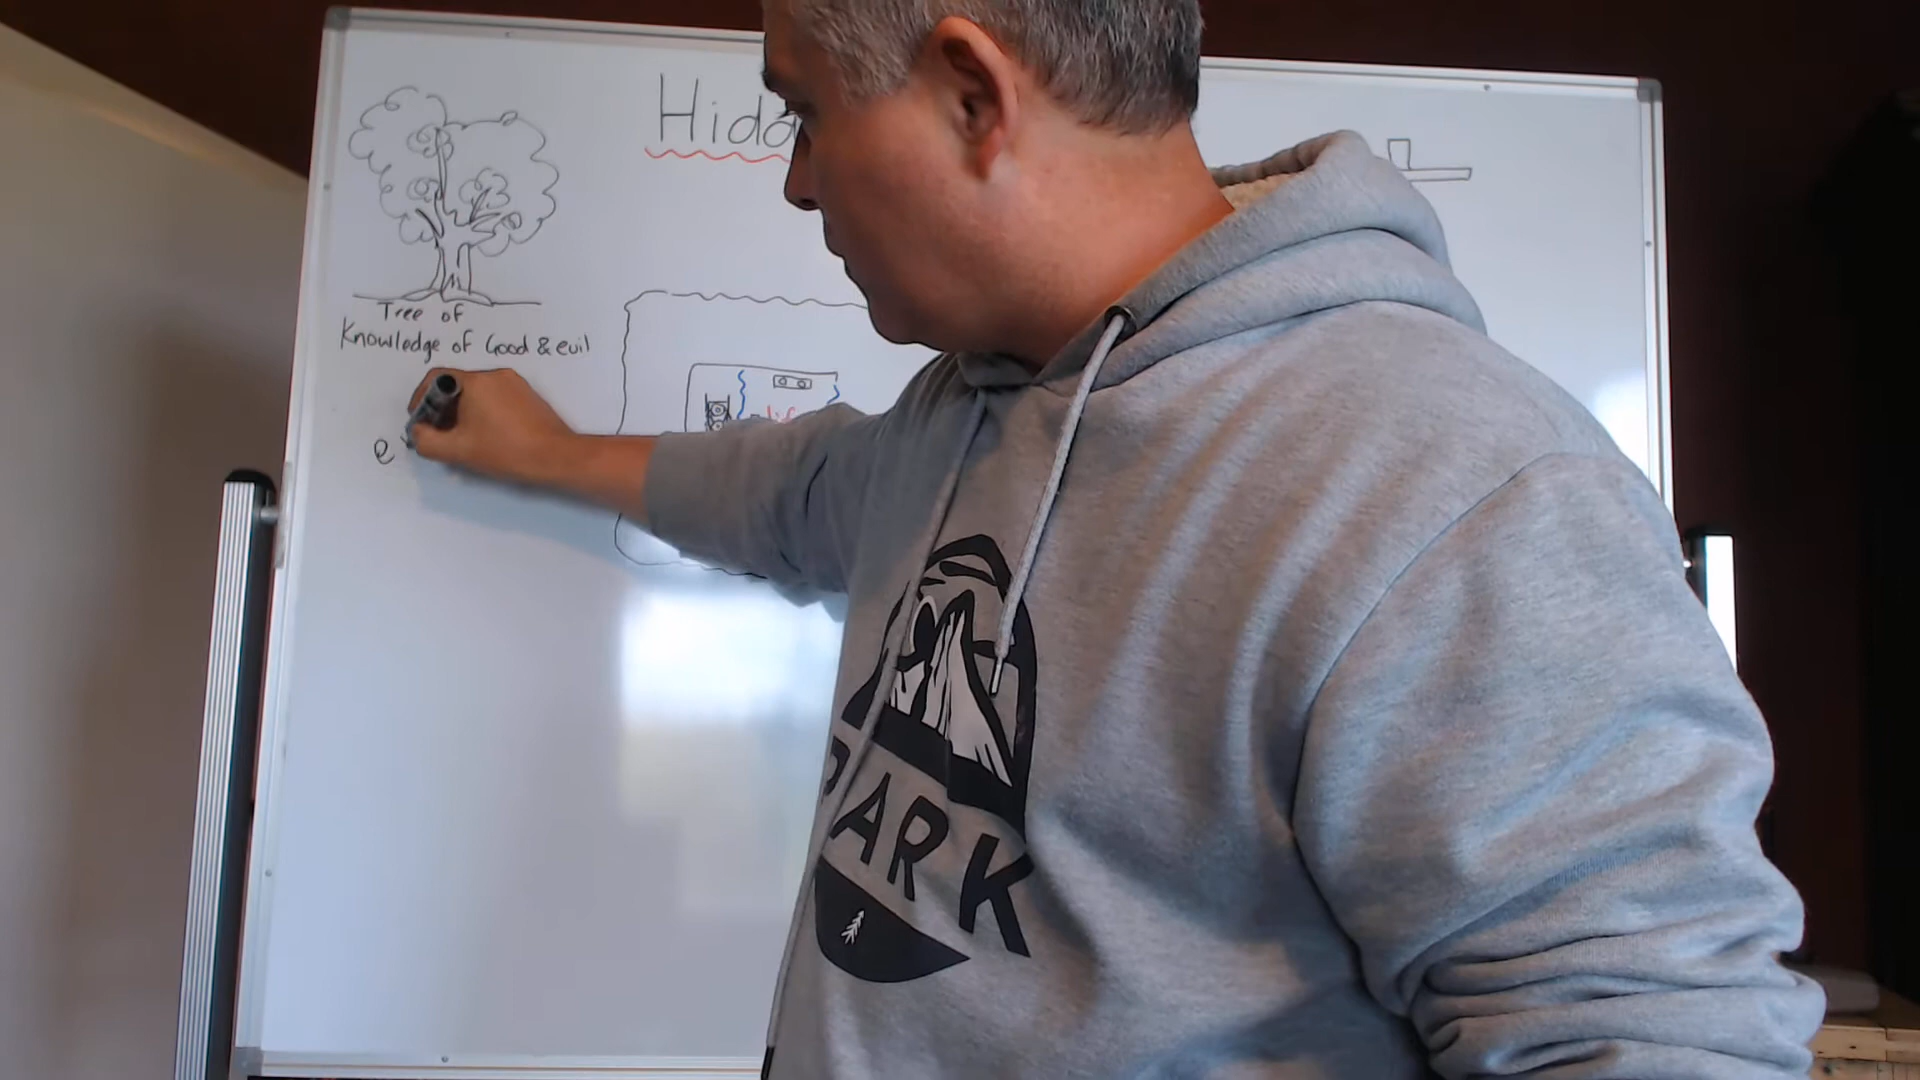 Hidd
Tree of
Knowledge of Good & evil
e
PARK